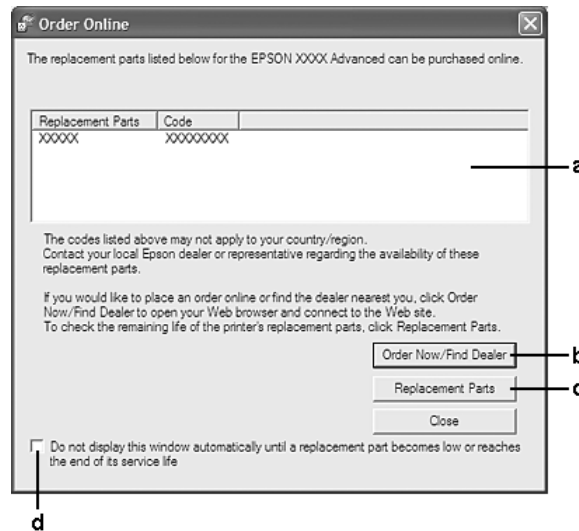 Order Online
The replacement parts listed below for the EPSON XXXX Advanced can be purchased online.
Replacement Parts Code
XXXXX XXXXXXXX
a
The codes listed above may not apply to your country/region.
Contact your local Epson dealer or representative regarding the availability of these
replacement parts.
If you would like to place an order online or find the dealer nearest you, click Order
Now/Find Dealer to open your Web browser and connect to the Web site.
To check the remaining life of the printer's replacement parts, click Replacement Parts.
Order Now/Find Dealer b
Replacement Parts c
Close
Do not display this window automatically until a replacement part becomes low or reaches
the end of its service life
d